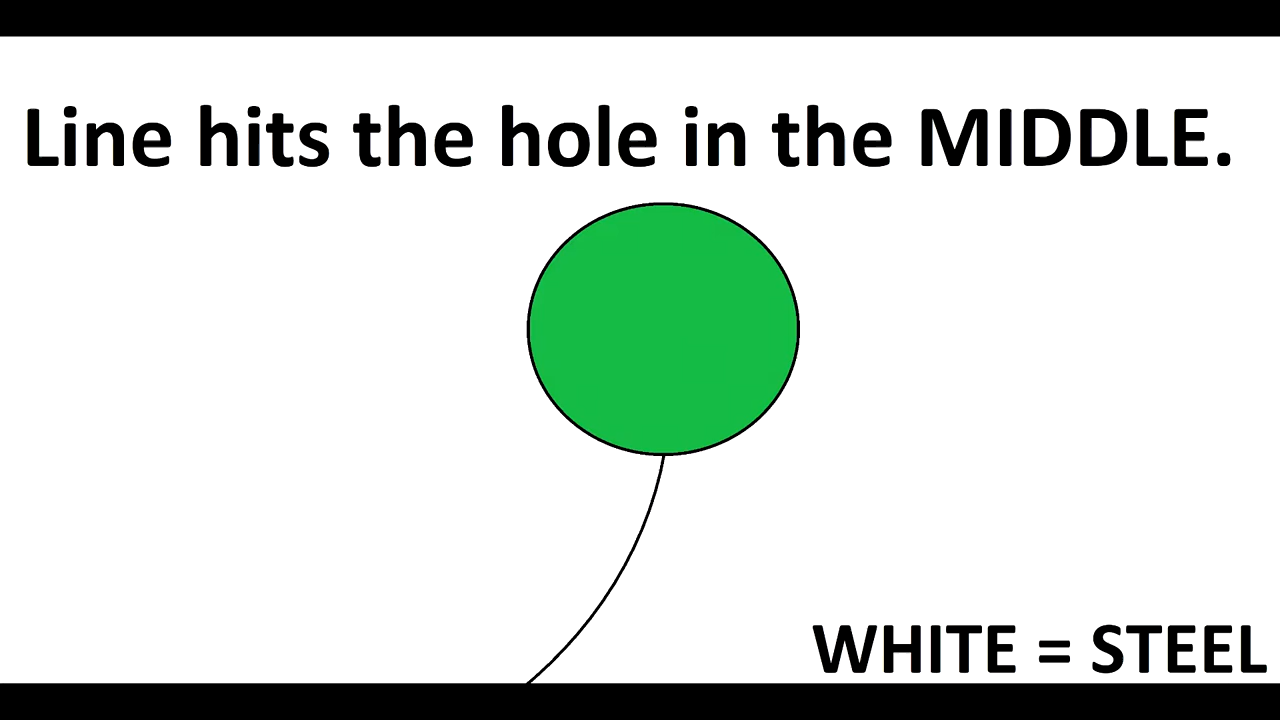 Line hits the hole in the MIDDLE.
WHITE = STEEL